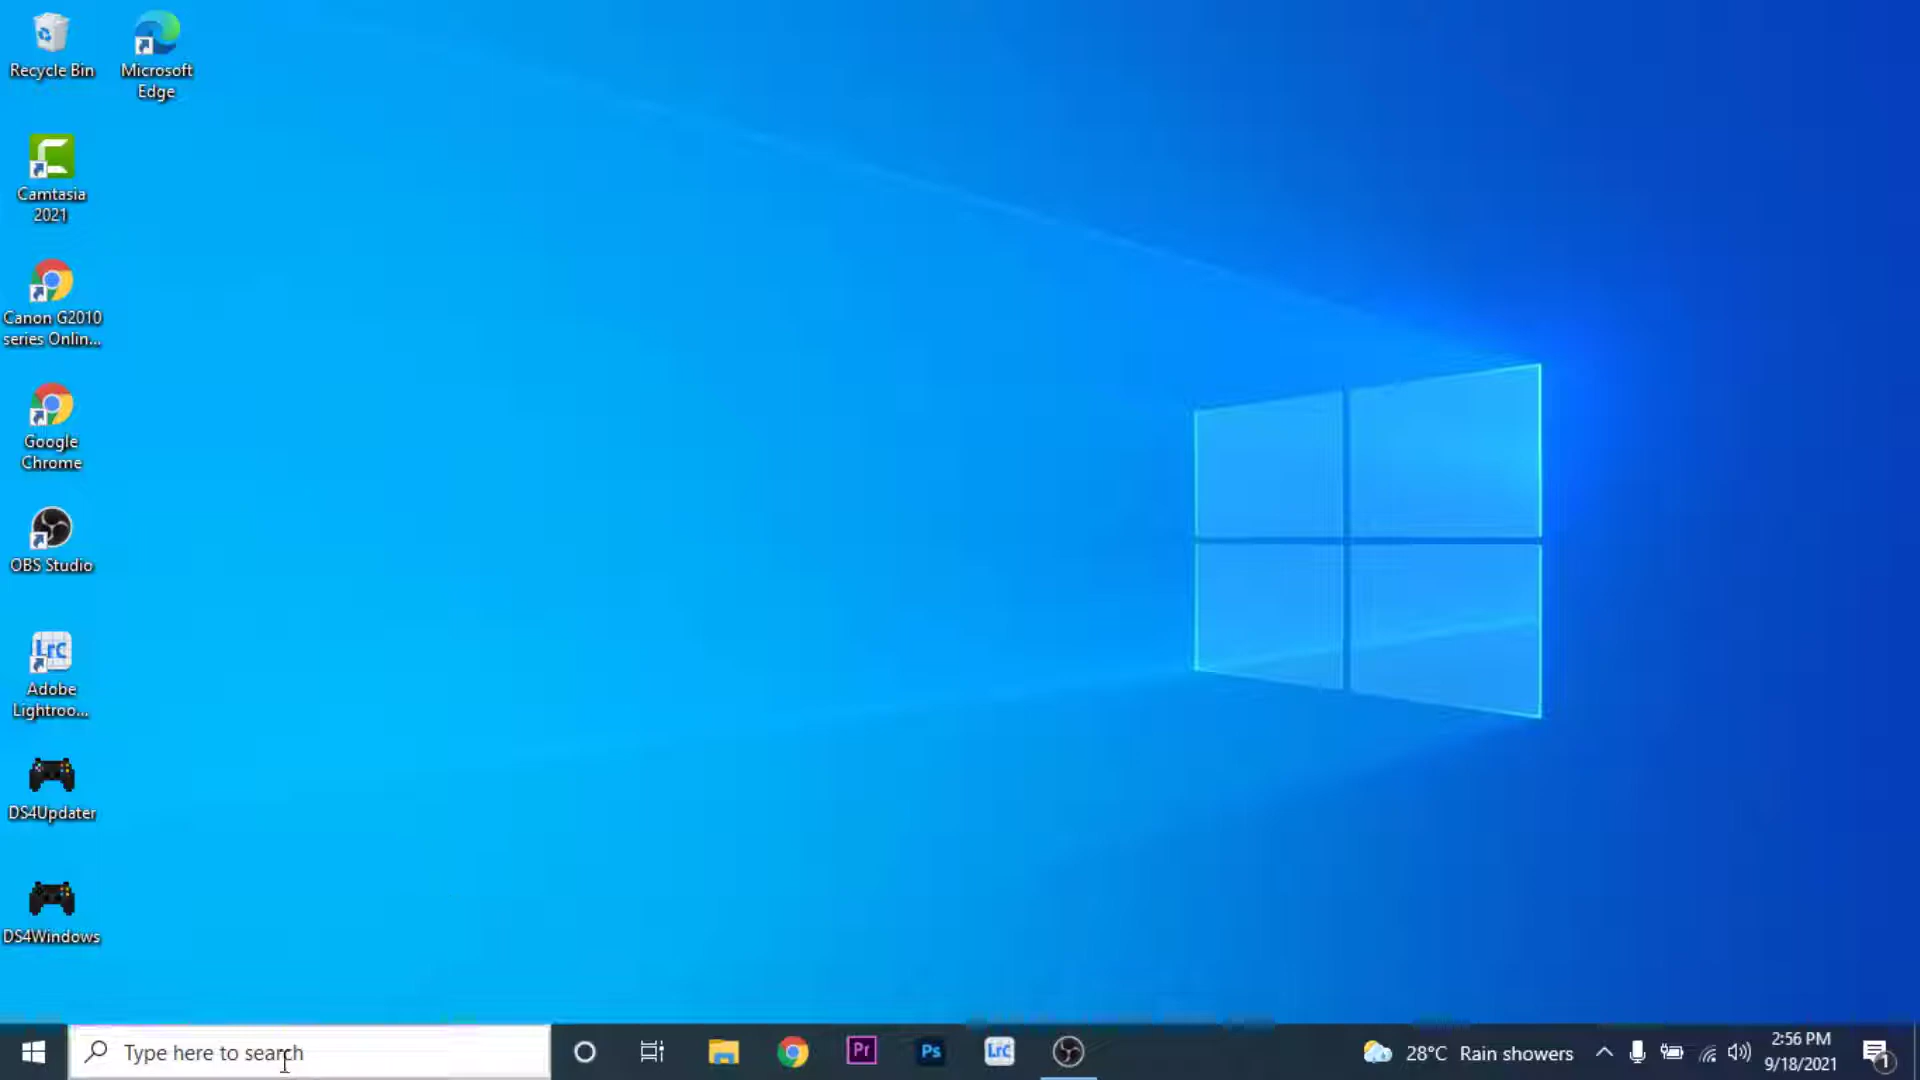 Recycle Bin
Microsoft
Edge
Camtasia
2021
Canon G2010
series Onlin...
Google
Chrome
OBS Studio
Lrc
Adobe
Lightroo...
DS4Updater
DS4Windows
Type here to search
Pr
Ps
Lrc
28°C Rain showers
2:56 PM
9/18/2021
1